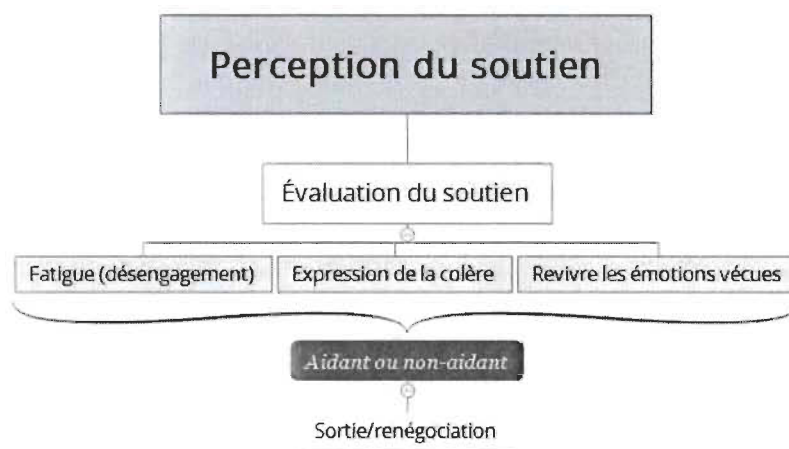 Perception du soutien
Évaluation du soutien
Fatigue (désengagement)
Expression de la colère
Revivre les émotions vécues
Aidant ou non-aidant
Sortie/renégociation